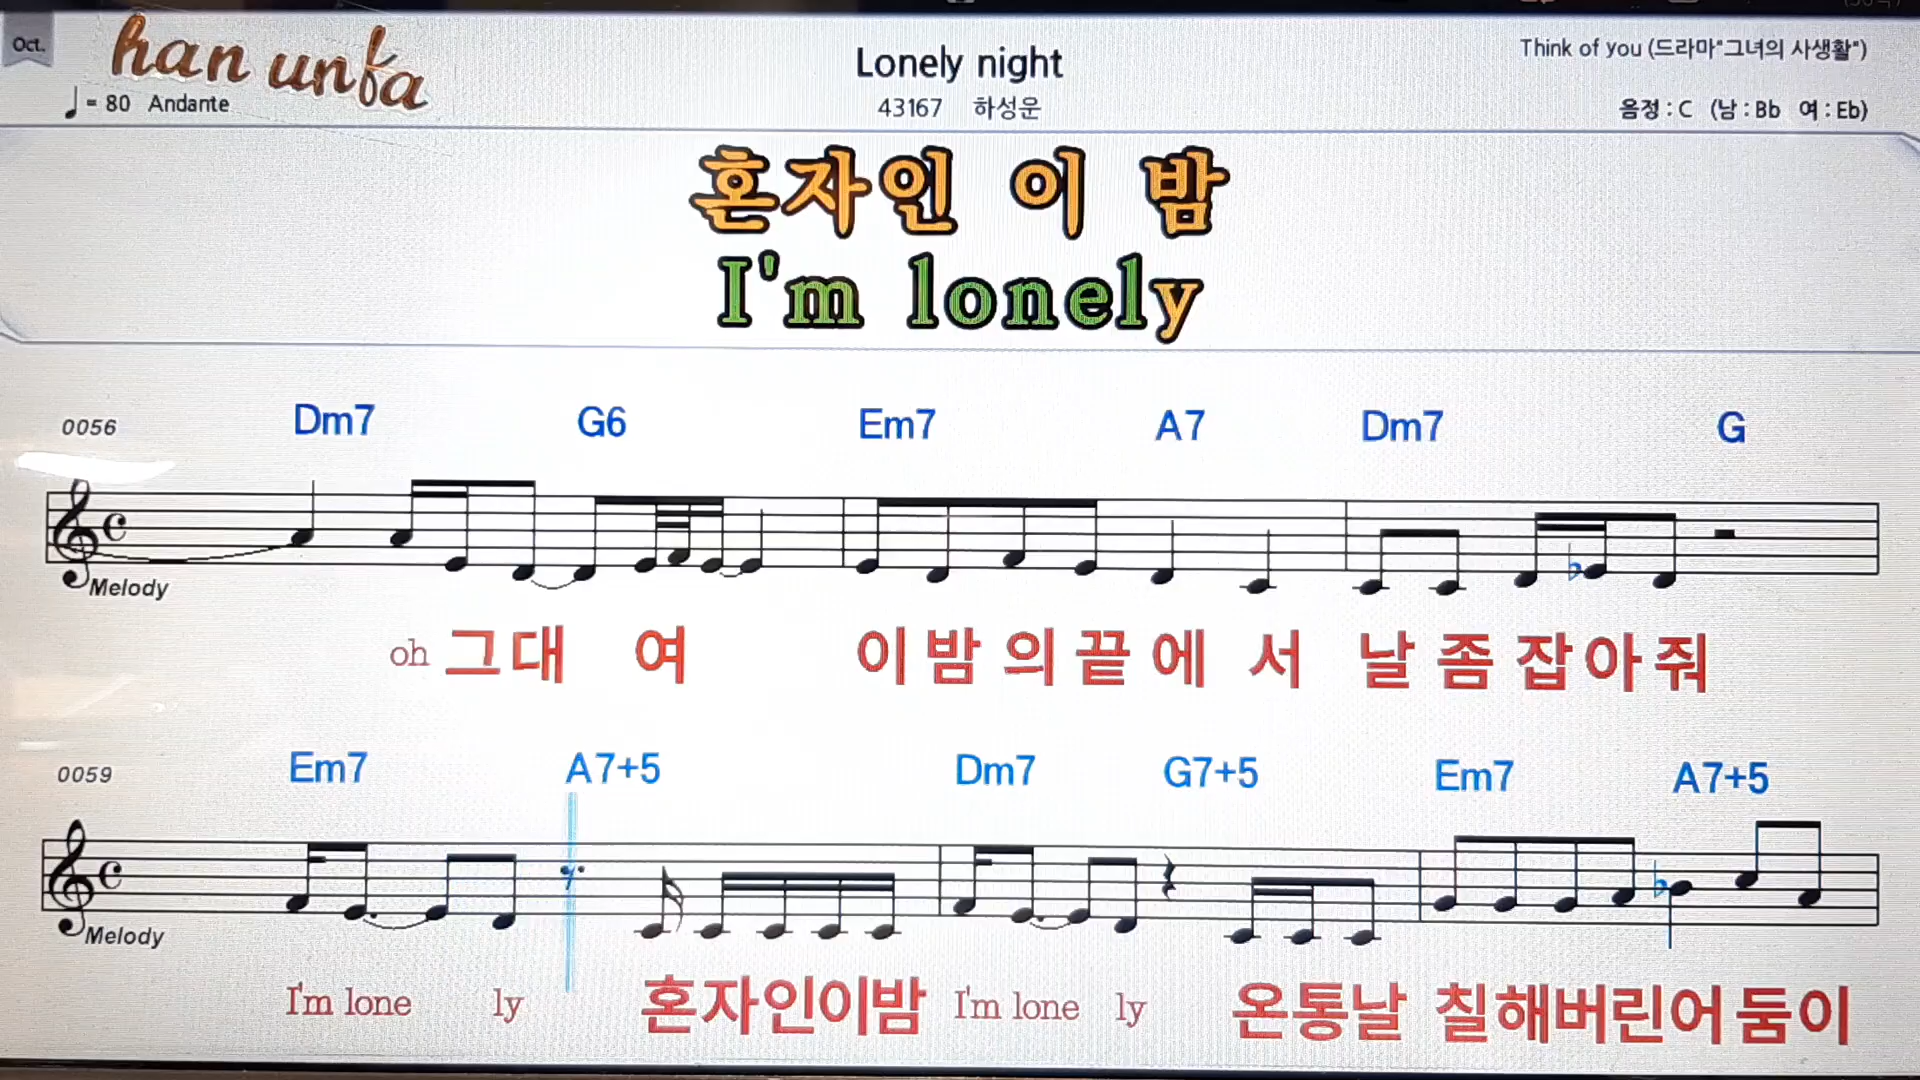 Oct.
han unfa
= 80 Andante
Lonely night
43167 하성운
Think of you (드라마"그녀의 사생활")
음정 : C (남 : Bb 여 : Eb)
혼자인 이 밤
I'm lonely
0056 Dm7 G6 Em7 A7 Dm7 G
Melody
oh 그대 여 이 밤 의 끝 에 서 날 좀 잡 아 줘
0059 Em7 A7+5 Dm7 G7+5 Em7 A7+5
Melody
I'm lone ly 혼자인이밤 I'm lone ly 온통날 칠해버린어둠이